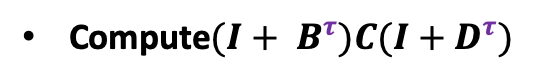 • Compute(I + B^τ)C(I + D^τ)